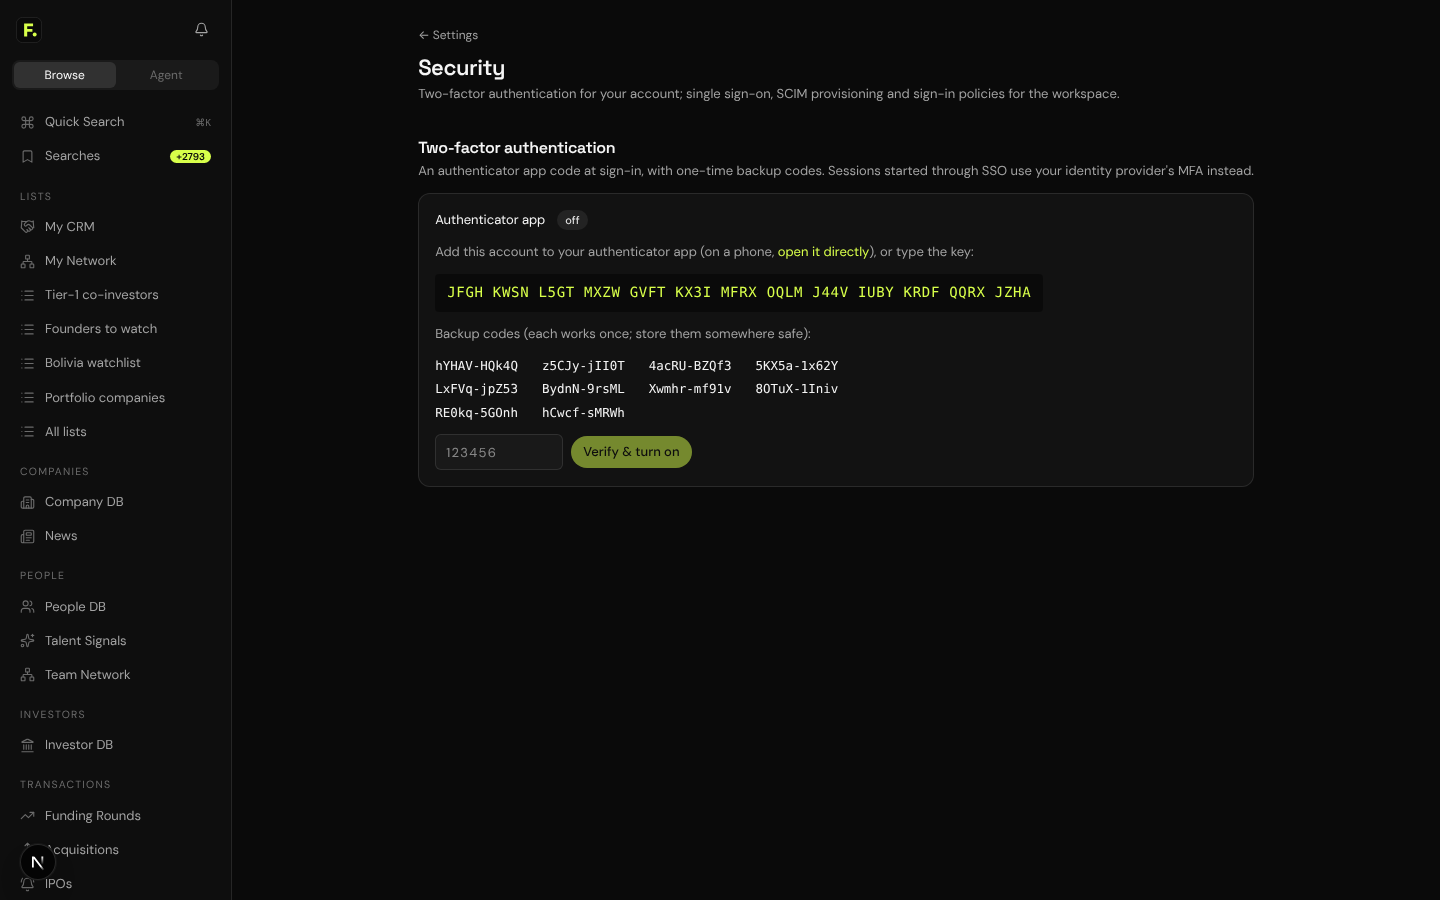 F.
Browse Agent
Quick Search ⌘K
Searches +2793
LISTS
My CRM
My Network
Tier-1 co-investors
Founders to watch
Bolivia watchlist
Portfolio companies
All lists
COMPANIES
Company DB
News
PEOPLE
People DB
Talent Signals
Team Network
INVESTORS
Investor DB
TRANSACTIONS
Funding Rounds
Acquisitions
N
IPOs
← Settings
Security
Two-factor authentication for your account; single sign-on, SCIM provisioning and sign-in policies for the workspace.
Two-factor authentication
An authenticator app code at sign-in, with one-time backup codes. Sessions started through SSO use your identity provider's MFA instead.
Authenticator app off
Add this account to your authenticator app (on a phone, open it directly), or type the key:
JFGH KWSN L5GT MXZW GVFT KX3I MFRX OQLM J44V IUBY KRDF QQRX JZHA
Backup codes (each works once; store them somewhere safe):
hYHAV-HQk4Q z5CJy-jII0T 4acRU-BZQf3 5KX5a-1x62Y
LxFVq-jpZ53 BydnN-9rsML Xwmhr-mf91v 8OTuX-1Iniv
RE0kq-5GOnh hCwcf-sMRWh
123456 Verify & turn on